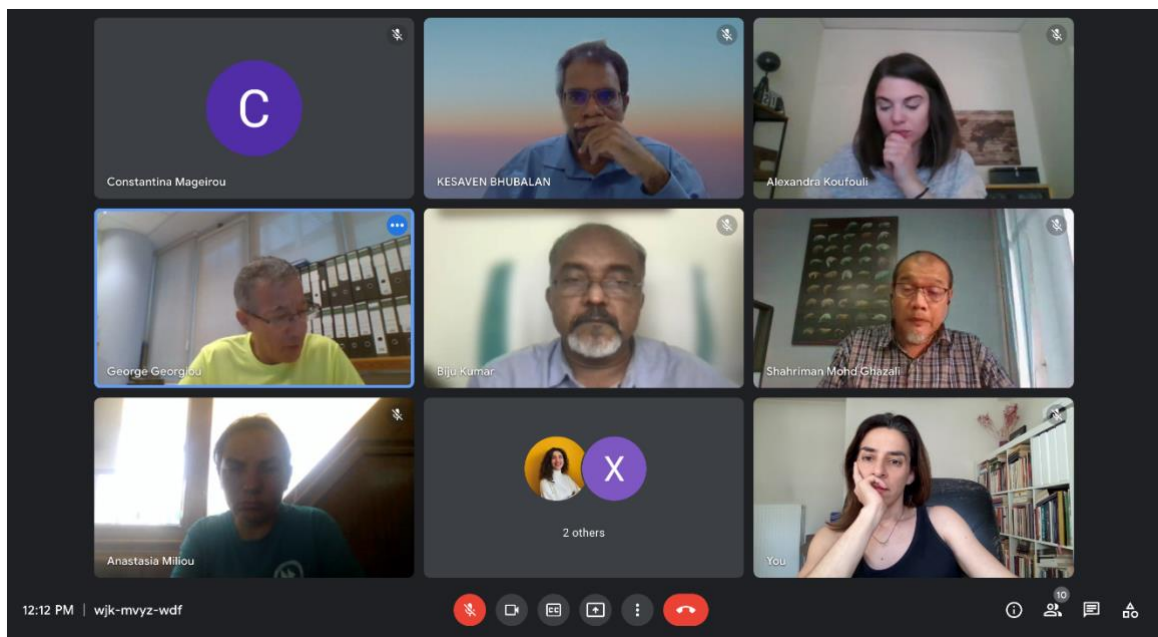 C
Constantina Mageirou
KESAVEN BHUBALAN
Alexandra Koufouli
George Georgiou
Biju Kumar
Shahriman Mohd Ghazali
Anastasia Miliou
X
2 others
You
12:12 PM | wjk-mvyz-wdf
CC
10